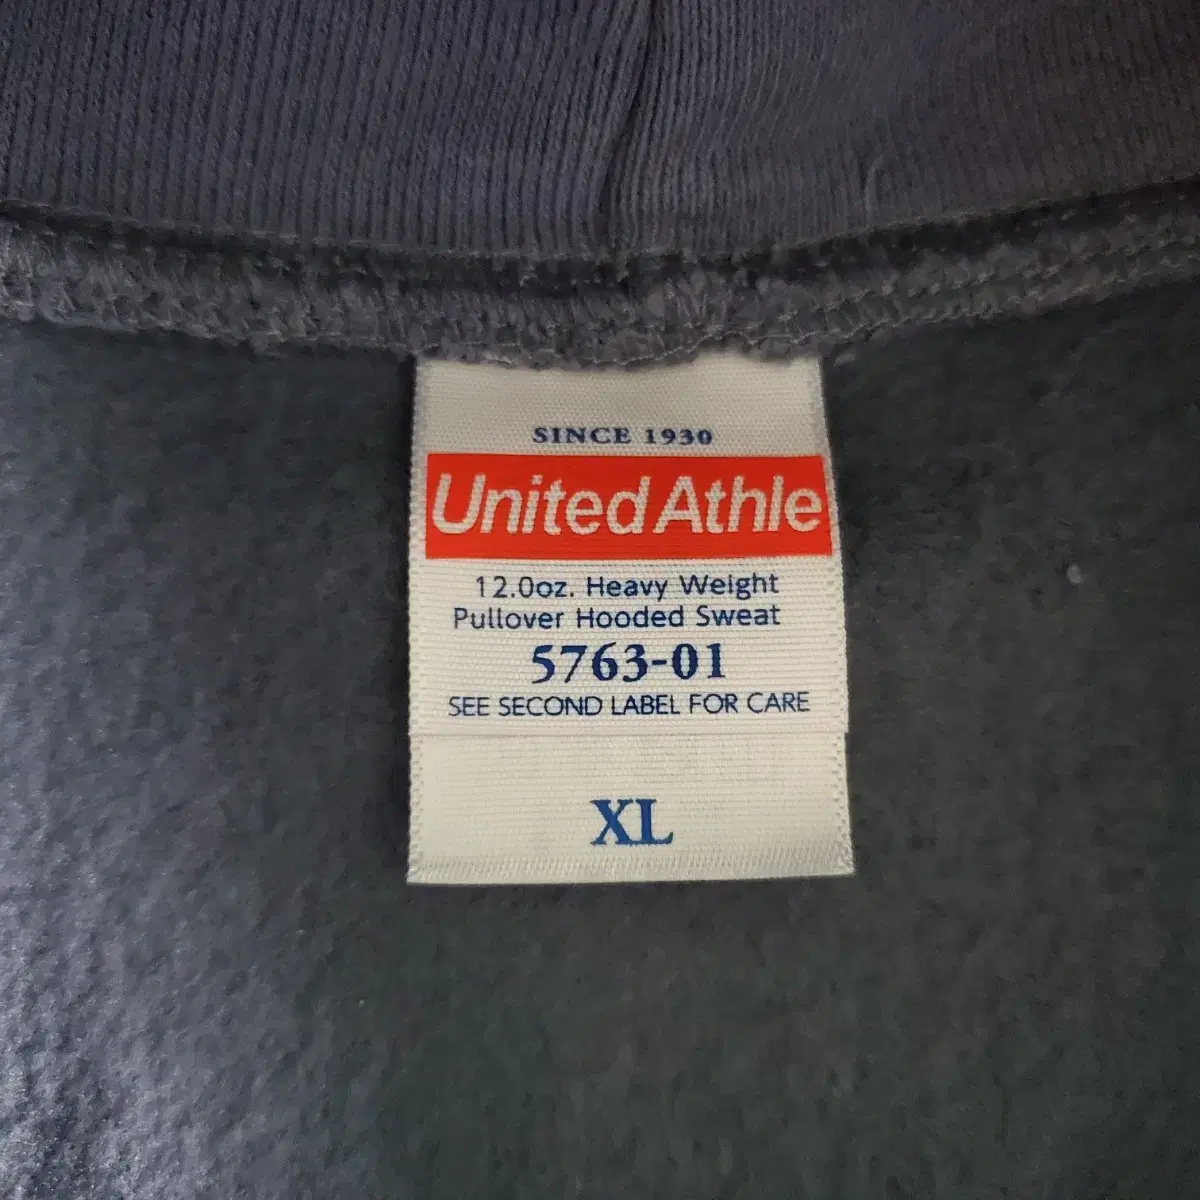 SINCE 1930
United Athle
12.0oz. Heavy Weight
Pullover Hooded Sweat
5763-01
SEE SECOND LABEL FOR CARE
XL